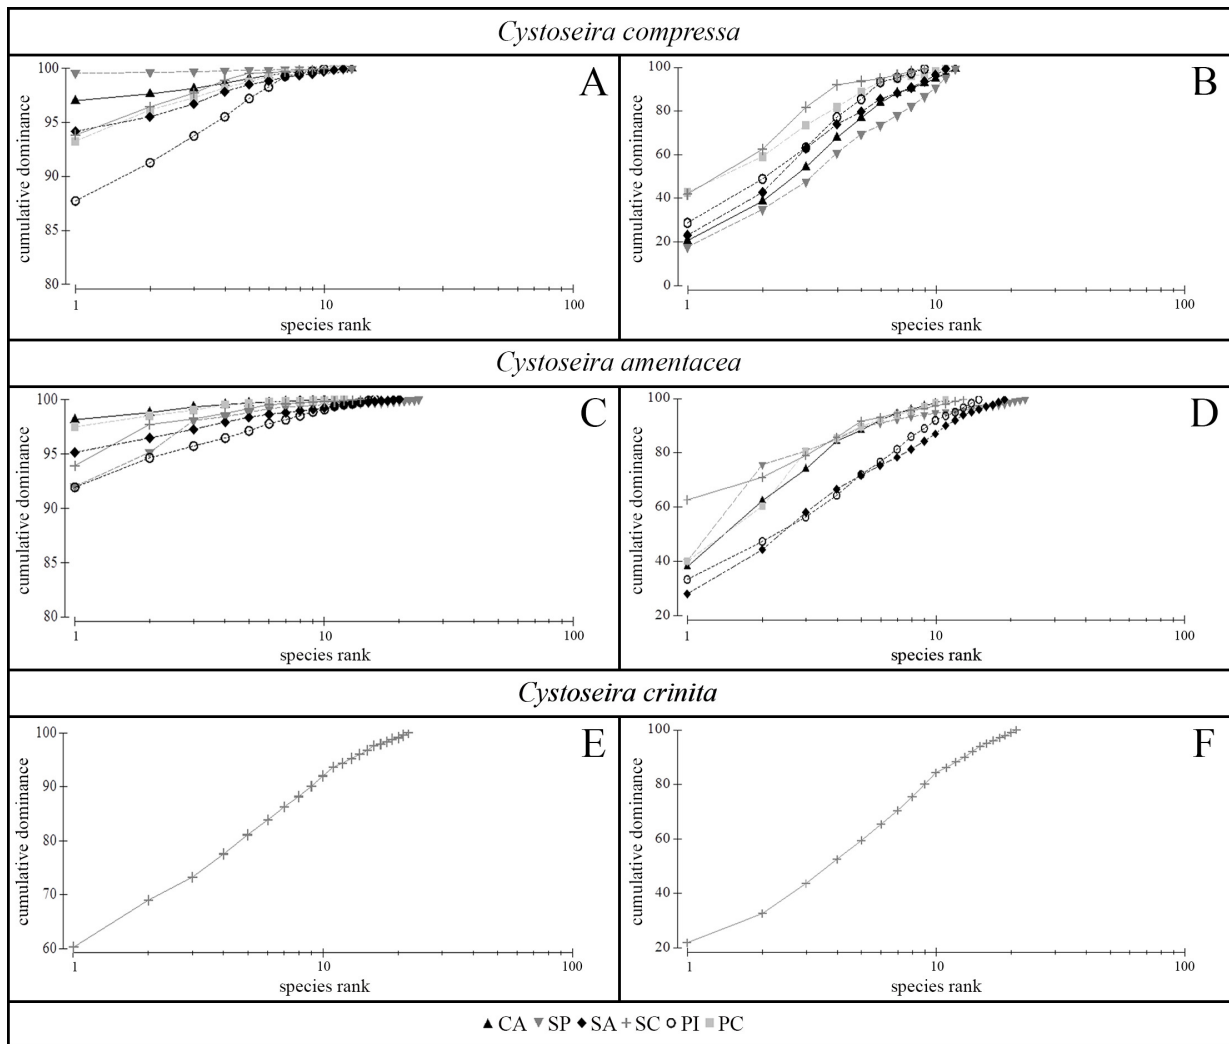 Cystoseira compressa
A
cumulative dominance
100
95
90
85
80
1 10 100
species rank
B
cumulative dominance
100
80
60
40
20
0
1 10 100
species rank
Cystoseira amentacea
C
cumulative dominance
100
95
90
85
80
1 10 100
species rank
D
cumulative dominance
100
80
60
40
20
1 10 100
species rank
Cystoseira crinita
E
cumulative dominance
100
90
80
70
60
1 10 100
species rank
F
cumulative dominance
100
80
60
40
20
1 10 100
species rank
CA SP SA SC PI PC